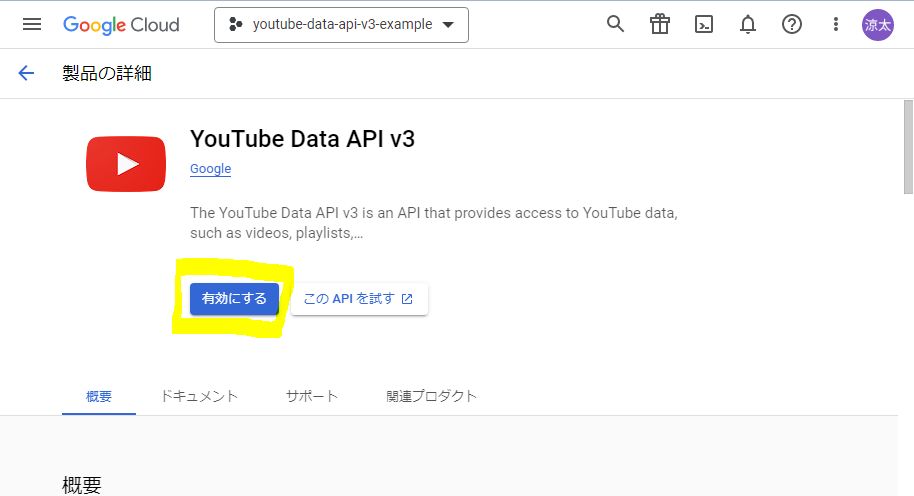 Google Cloud
youtube-data-api-v3-example
涼太
製品の詳細
YouTube Data API v3
Google
The YouTube Data API v3 is an API that provides access to YouTube data,
such as videos, playlists,…
有効にする
この API を試す
概要
ドキュメント
サポート
関連プロダクト
概要